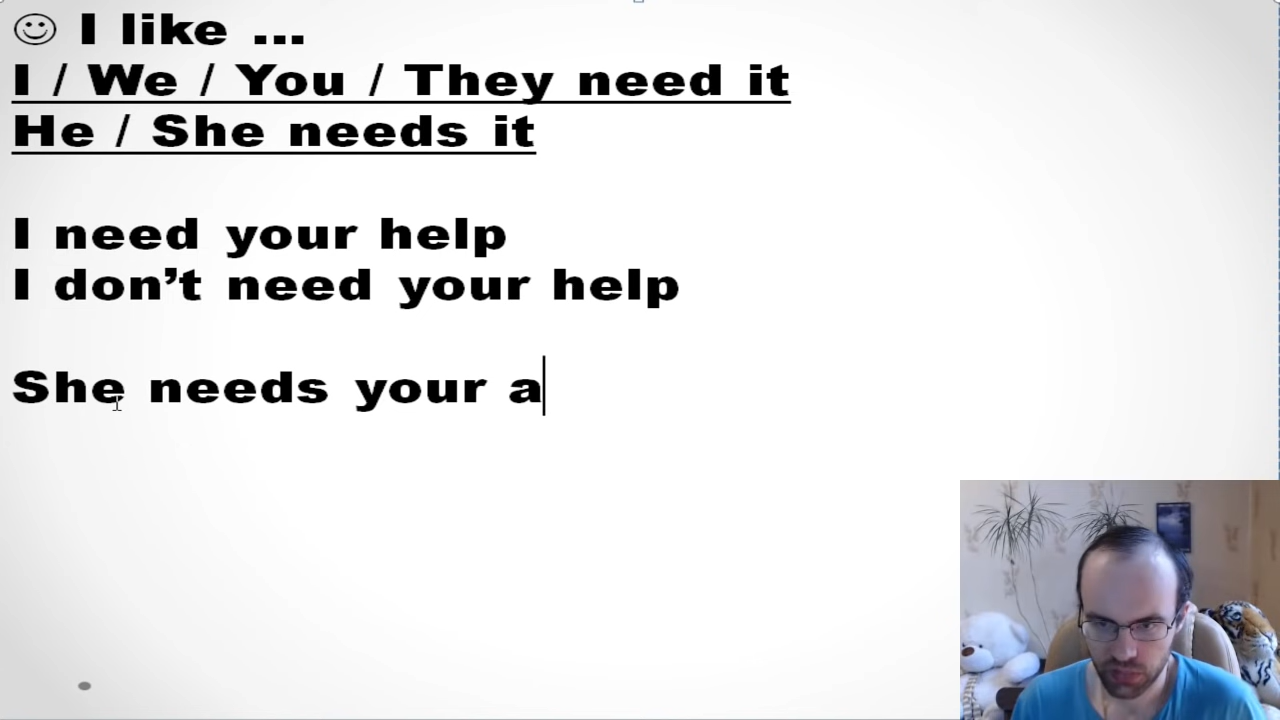 ☺ I like ...
I / We / You / They need it
He / She needs it
I need your help
I don’t need your help
She needs your a